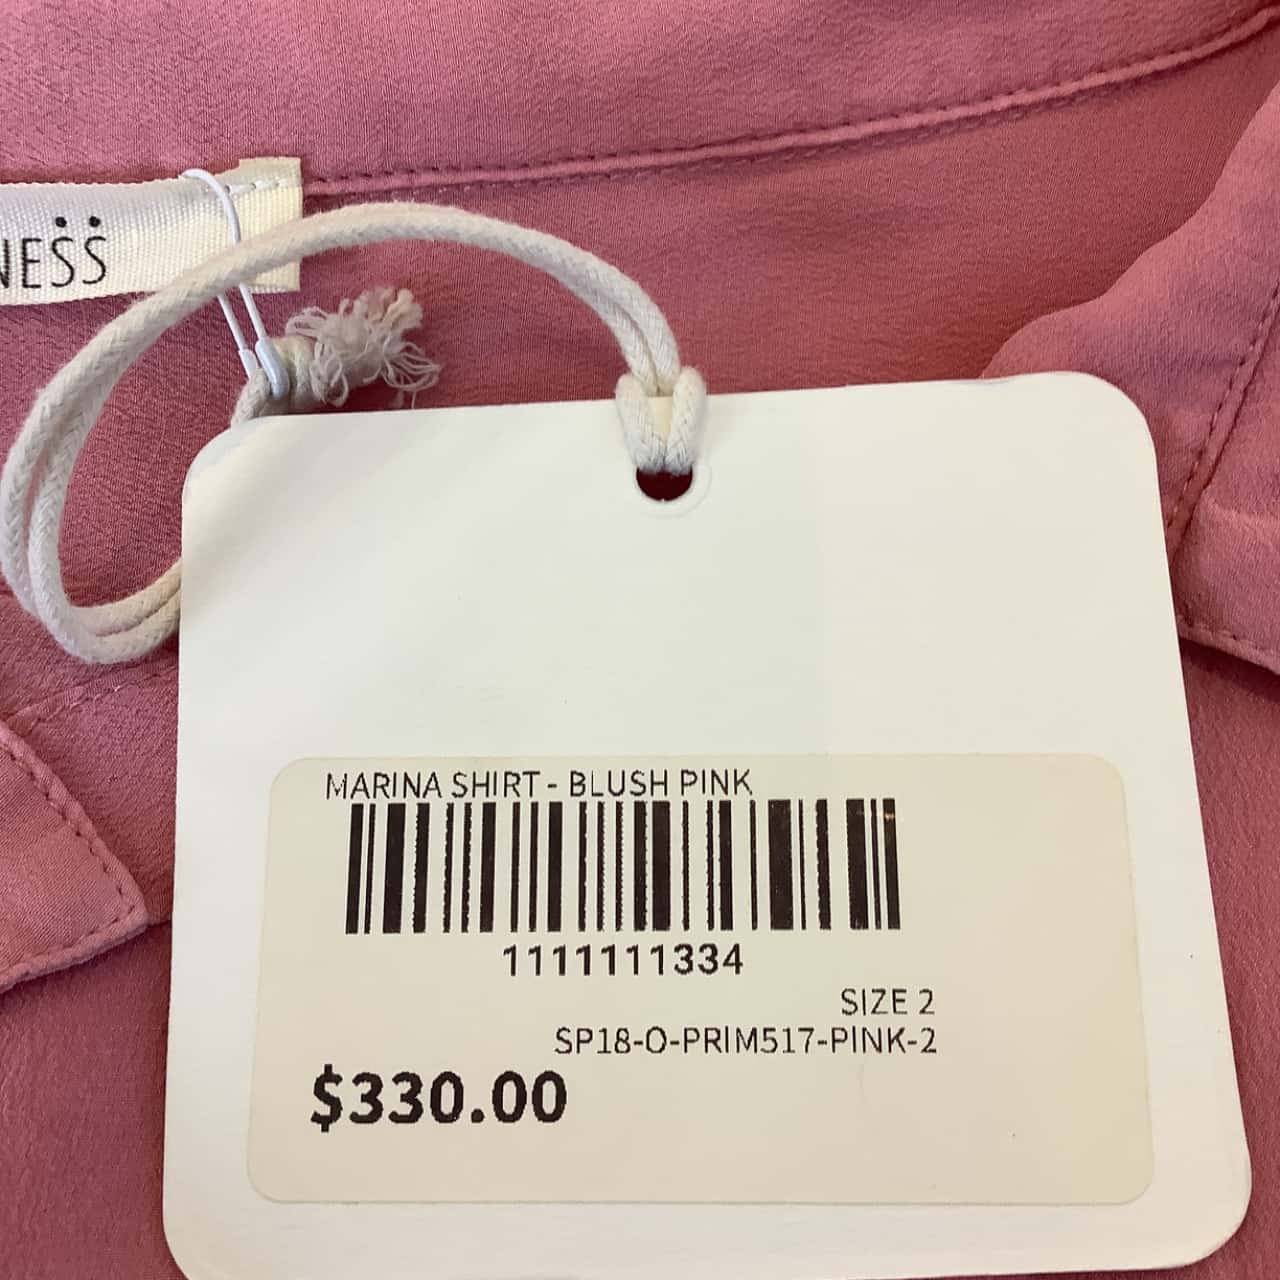 NESS
MARINA SHIRT - BLUSH PINK
1111111334
SIZE 2
SP18-O-PRIM517-PINK-2
$330.00